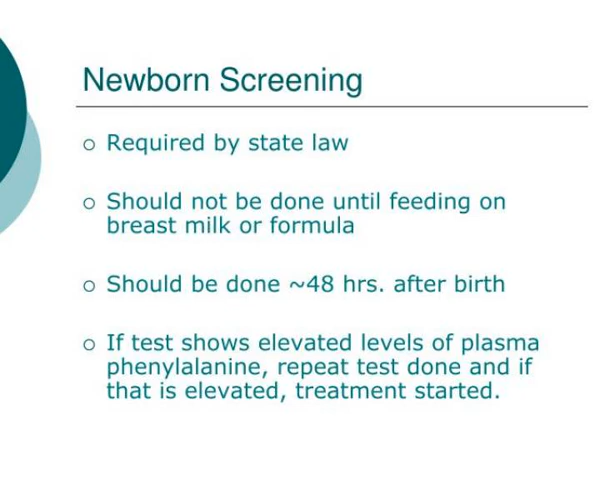 Newborn Screening
Required by state law
Should not be done until feeding on
breast milk or formula
Should be done ~48 hrs. after birth
If test shows elevated levels of plasma
phenylalanine, repeat test done and if
that is elevated, treatment started.